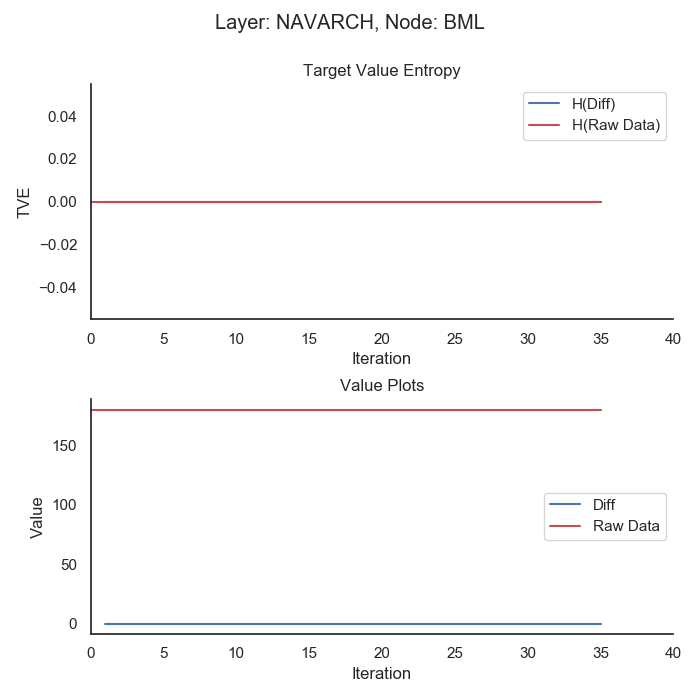 Layer: NAVARCH, Node: BML
Target Value Entropy
H(Diff)
H(Raw Data)
0.04
0.02
0.00
−0.02
−0.04
TVE
0 5 10 15 20 25 30 35 40
Iteration
Value Plots
Diff
Raw Data
150
100
50
0
Value
0 5 10 15 20 25 30 35 40
Iteration